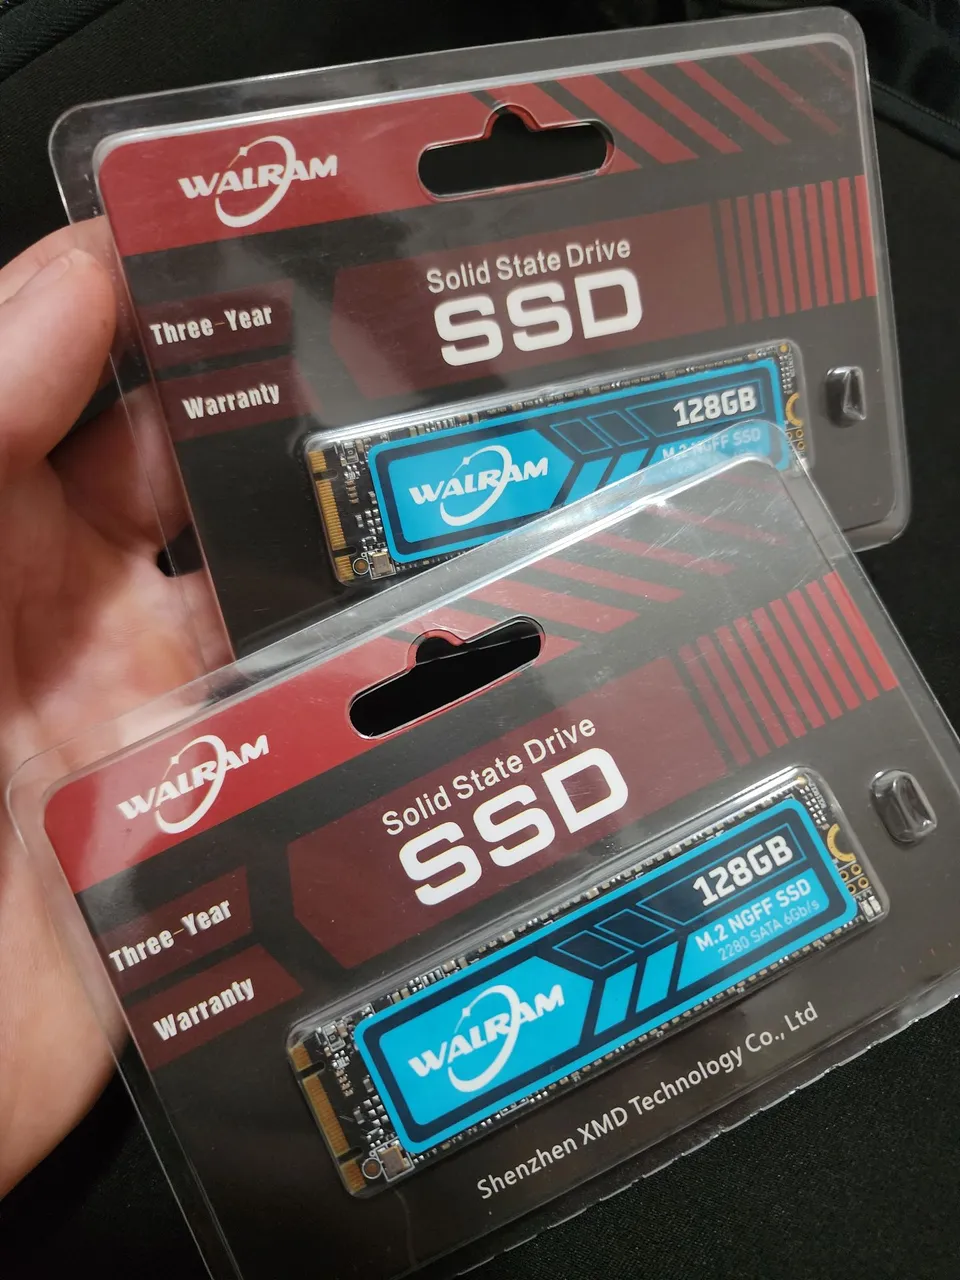 WALRAM
Solid State Drive
SSD
Three-Year
Warranty
128GB
M.2 NGFF SSD
WALRAM
WALRAM
Solid State Drive
SSD
Three-Year
Warranty
128GB
M.2 NGFF SSD
2280 SATA 6Gb/s
WALRAM
Shenzhen XMD Technology Co., Ltd